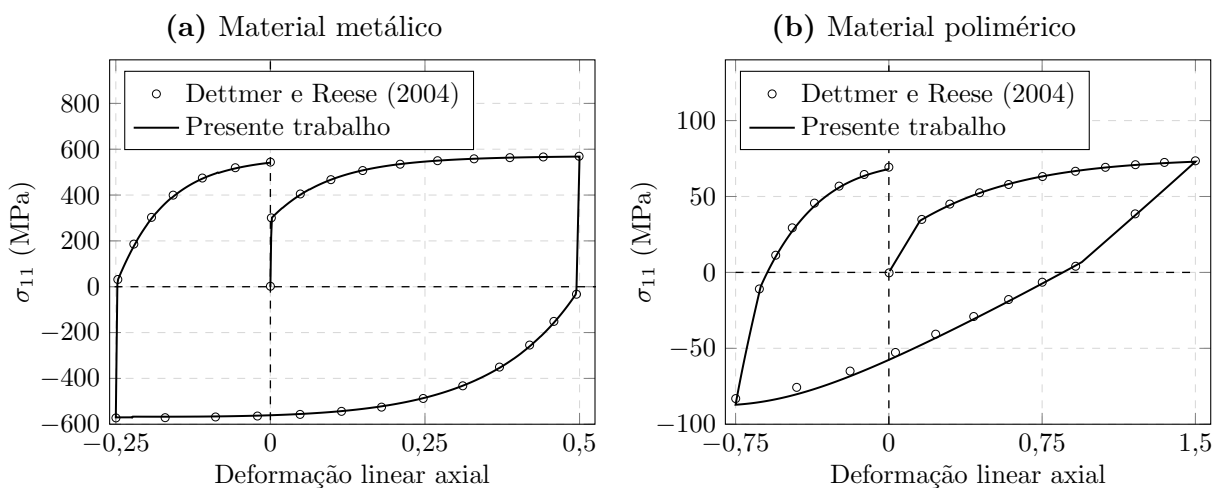 (a) Material metálico
Dettmer e Reese (2004)
Presente trabalho
800
600
400
200
0
−200
−400
−600
σ11 (MPa)
−0,25
0
0,25
0,5
Deformação linear axial
(b) Material polimérico
Dettmer e Reese (2004)
Presente trabalho
100
50
0
−50
−100
σ11 (MPa)
−0,75
0
0,75
1,5
Deformação linear axial